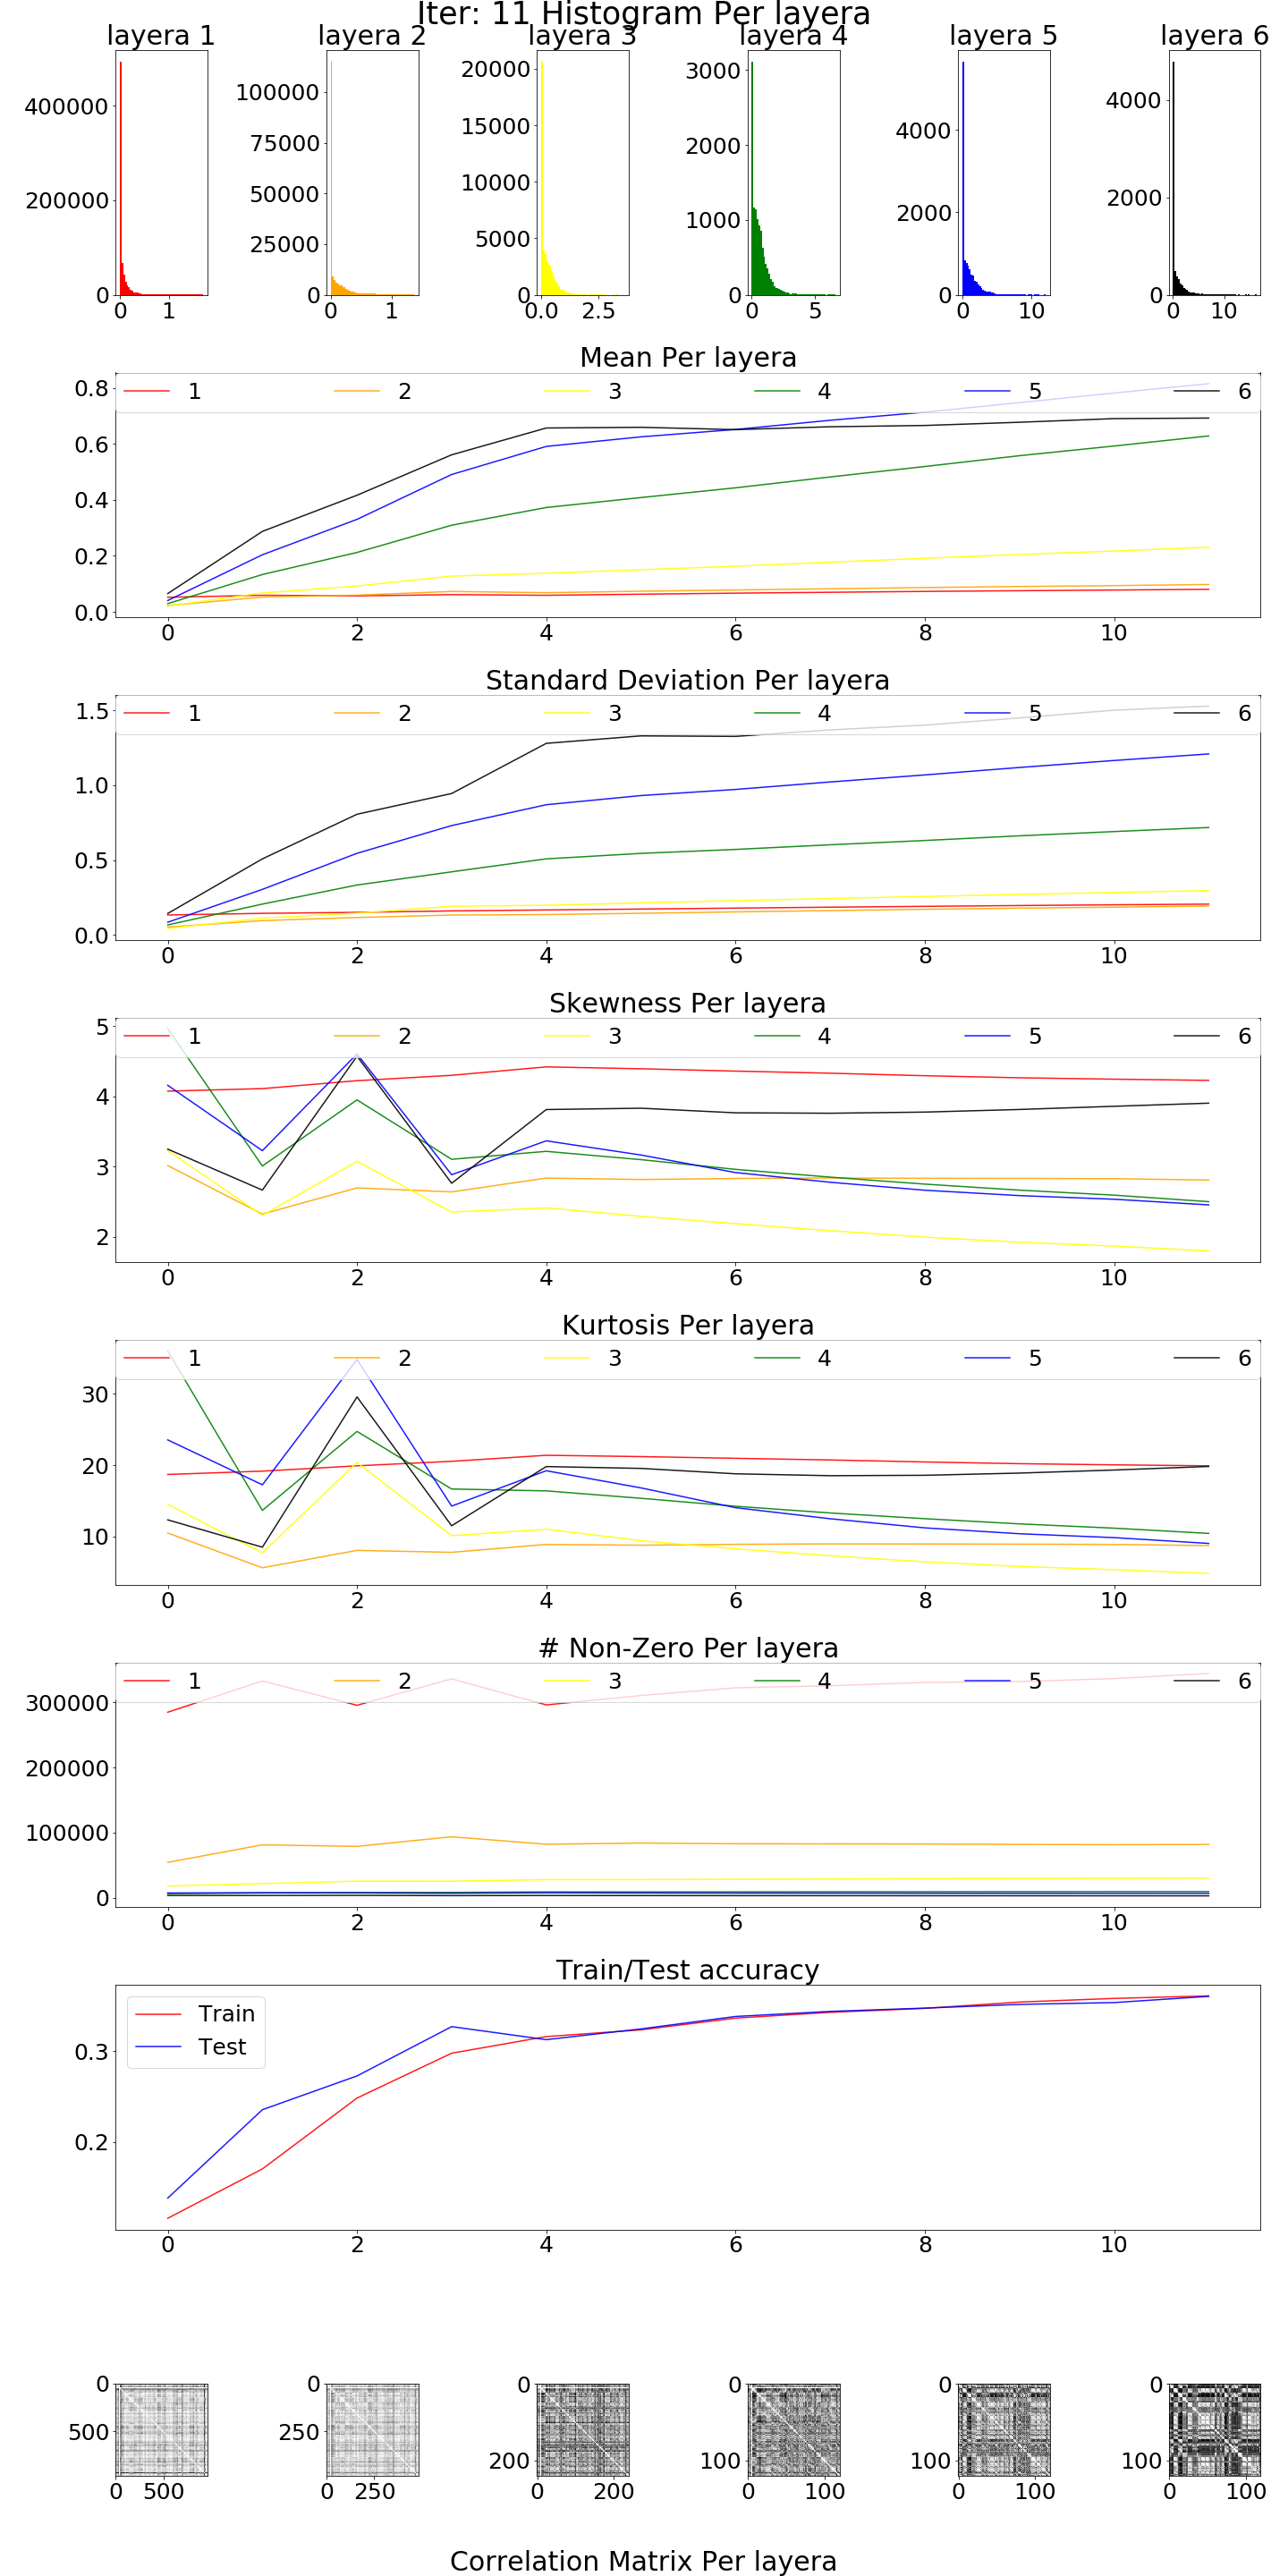 Iter: 11 Histogram Per layera
layera 1 layera 2 layera 3 layera 4 layera 5 layera 6
400000 200000 0
0 1
100000 75000 50000 25000 0
0 1
20000 15000 10000 5000 0
0.0 2.5
3000 2000 1000 0
0 5
4000 2000 0
0 10
4000 2000 0
0 10
Mean Per layera
1 2 3 4 5 6
0.8
0.6
0.4
0.2
0.0
0 2 4 6 8 10
Standard Deviation Per layera
1 2 3 4 5 6
1.5
1.0
0.5
0.0
0 2 4 6 8 10
Skewness Per layera
1 2 3 4 5 6
5
4
3
2
0 2 4 6 8 10
Kurtosis Per layera
1 2 3 4 5 6
30
20
10
0 2 4 6 8 10
# Non-Zero Per layera
1 2 3 4 5 6
300000
200000
100000
0
0 2 4 6 8 10
Train/Test accuracy
Train
Test
0.3
0.2
0 2 4 6 8 10
0 500
0 500
0 250
0 250
0 200
0 200
0 100
0 100
0 100
0 100
0 100
0 100
Correlation Matrix Per layera